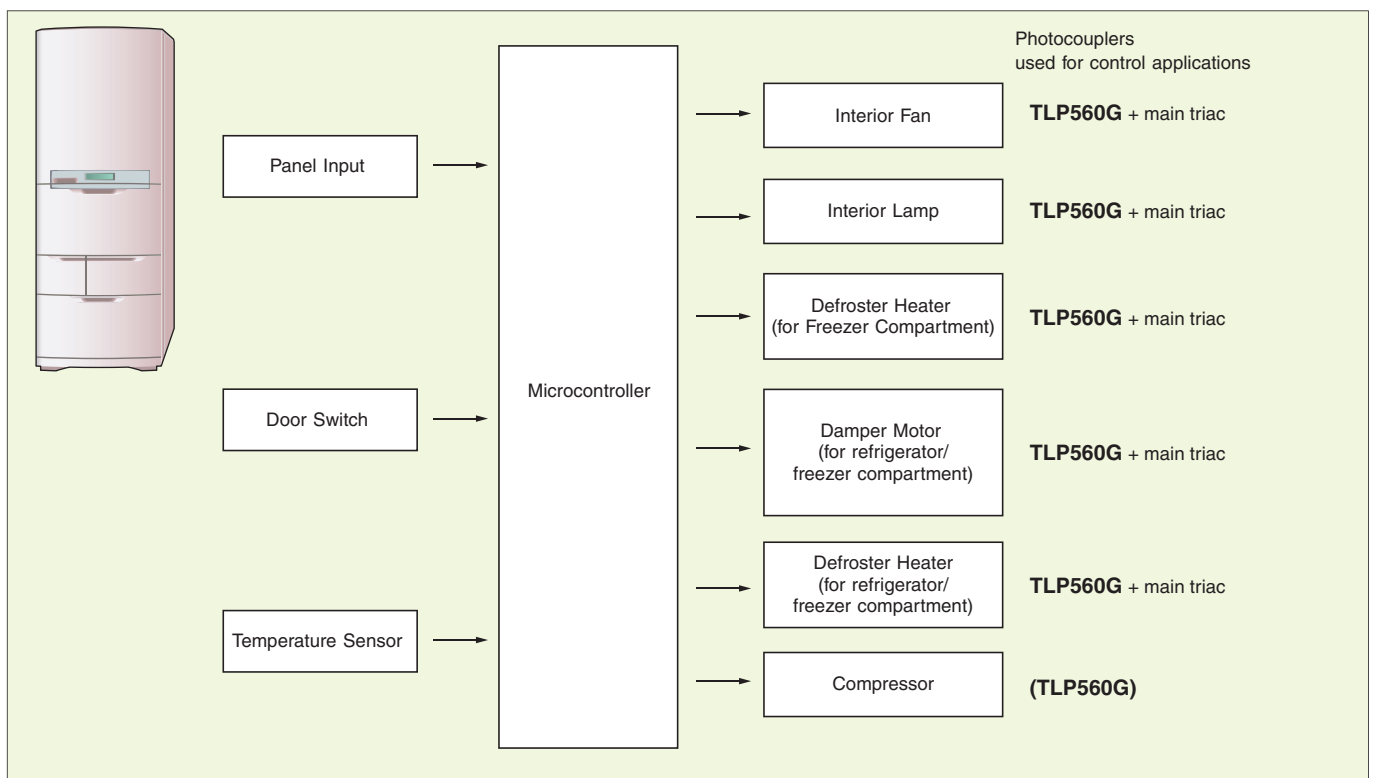 Photocouplers
used for control applications
Panel Input
Door Switch
Temperature Sensor
Microcontroller
Interior Fan
TLP560G + main triac
Interior Lamp
TLP560G + main triac
Defroster Heater
(for Freezer Compartment)
TLP560G + main triac
Damper Motor
(for refrigerator/
freezer compartment)
TLP560G + main triac
Defroster Heater
(for refrigerator/
freezer compartment)
TLP560G + main triac
Compressor
(TLP560G)